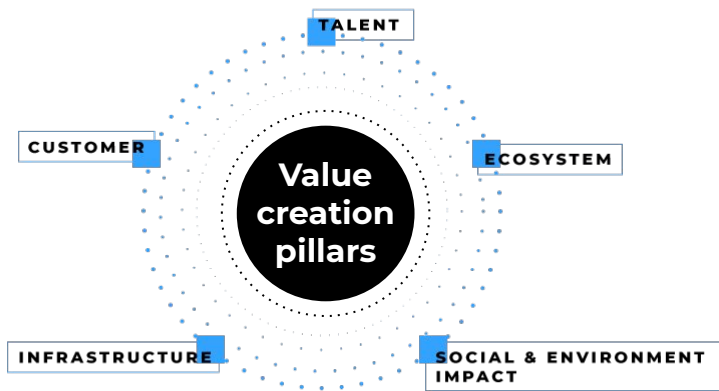 TALENT
CUSTOMER
ECOSYSTEM
Value
creation
pillars
INFRASTRUCTURE
SOCIAL & ENVIRONMENT
IMPACT